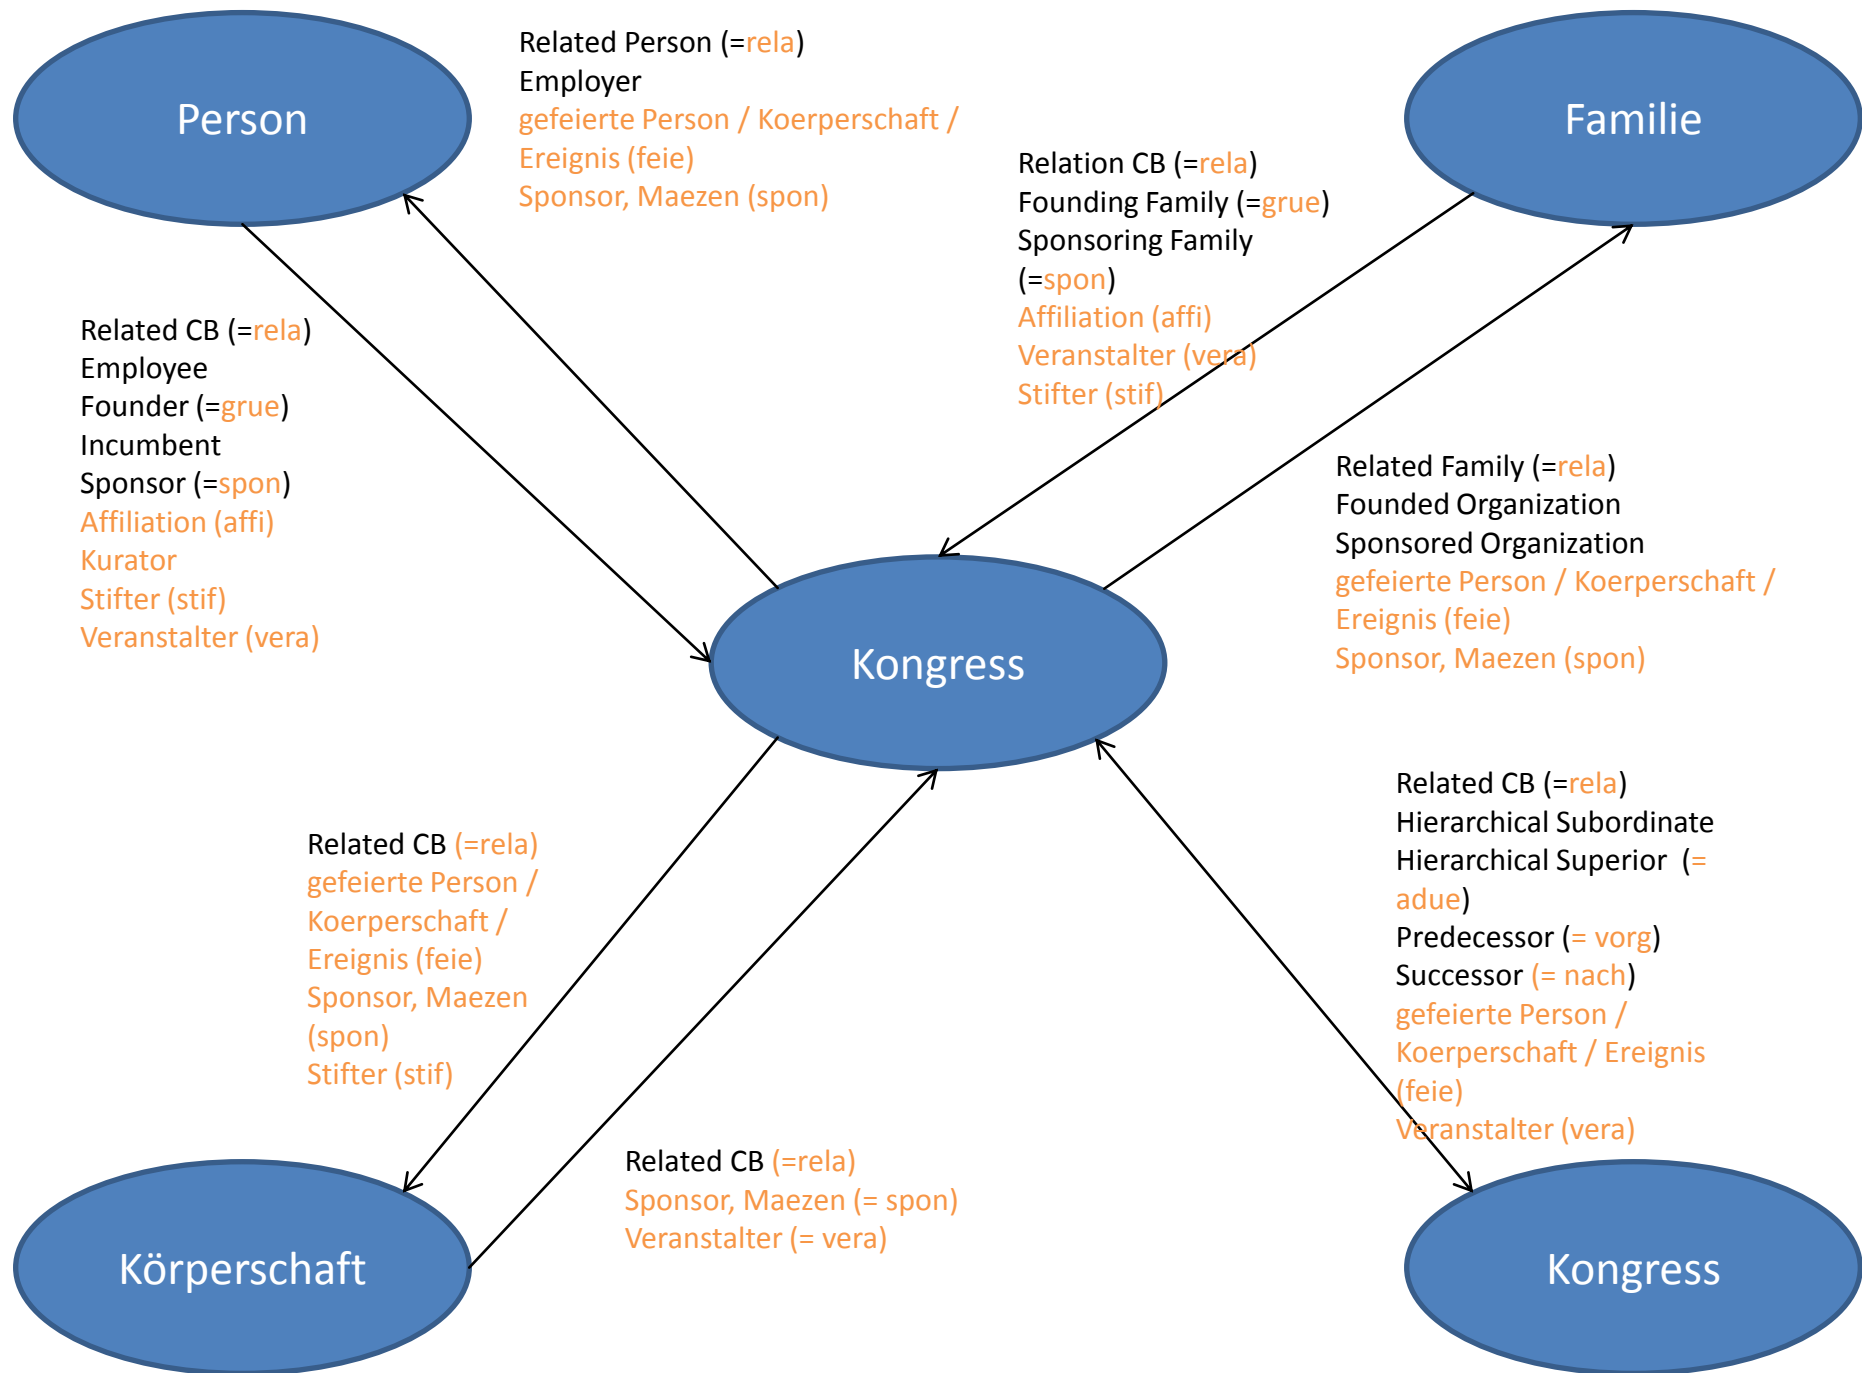 Person
Related Person (=rela)
Employer
gefeierte Person / Koerperschaft /
Ereignis (feie)
Sponsor, Maezen (spon)
Familie
Relation CB (=rela)
Founding Family (=grue)
Sponsoring Family
(=spon)
Affiliation (affi)
Veranstalter (vera)
Stifter (stif)
Related CB (=rela)
Employee
Founder (=grue)
Incumbent
Sponsor (=spon)
Affiliation (affi)
Kurator
Stifter (stif)
Veranstalter (vera)
Related Family (=rela)
Founded Organization
Sponsored Organization
gefeierte Person / Koerperschaft /
Ereignis (feie)
Sponsor, Maezen (spon)
Kongress
Related CB (=rela)
gefeierte Person /
Koerperschaft /
Ereignis (feie)
Sponsor, Maezen
(spon)
Stifter (stif)
Related CB (=rela)
Hierarchical Subordinate
Hierarchical Superior  (=
adue)
Predecessor (= vorg)
Successor (= nach)
gefeierte Person /
Koerperschaft / Ereignis
(feie)
Veranstalter (vera)
Related CB (=rela)
Sponsor, Maezen (= spon)
Veranstalter (= vera)
Körperschaft
Kongress